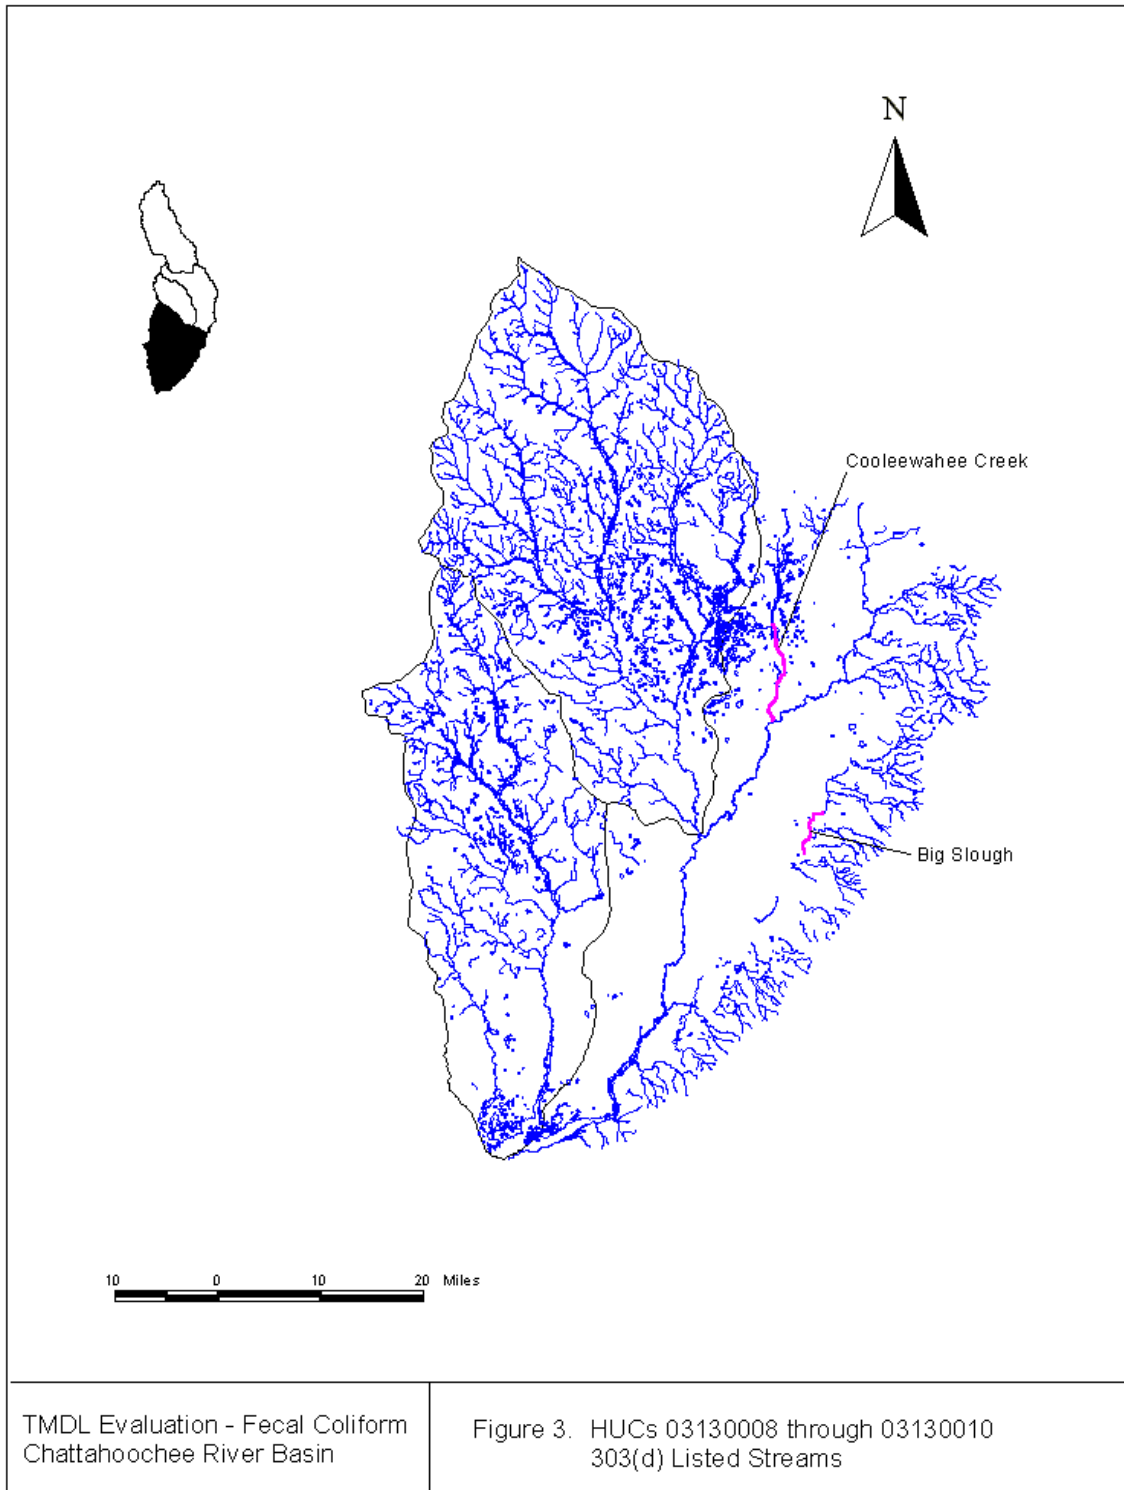 N
Cooleewahee Creek
Big Slough
10 0 10 20 Miles
TMDL Evaluation - Fecal Coliform
Chattahoochee River Basin
Figure 3. HUCs 03130008 through 03130010
303(d) Listed Streams